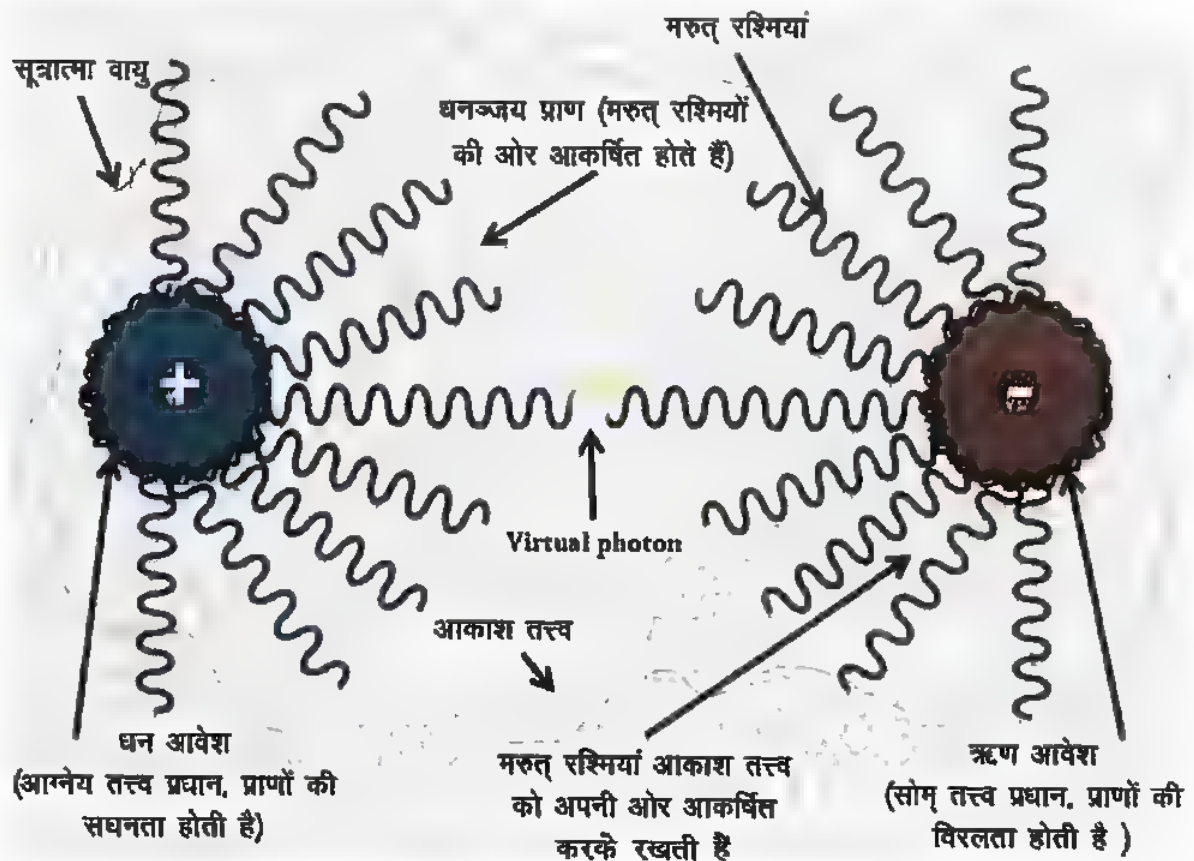 मरुत् रश्मियां
सूत्रात्मा वायु
धनञ्जय प्राण (मरुत् रश्मियों
की ओर आकर्षित होते हैं)
+
−
Virtual photon
आकाश तत्त्व
धन आवेश
(आग्नेय तत्त्व प्रधान, प्राणों की
सघनता होती है)
मरुत् रश्मियां आकाश तत्त्व
को अपनी ओर आकर्षित
करके रखती हैं
ऋण आवेश
(सोम् तत्त्व प्रधान, प्राणों की
विरलता होती है )